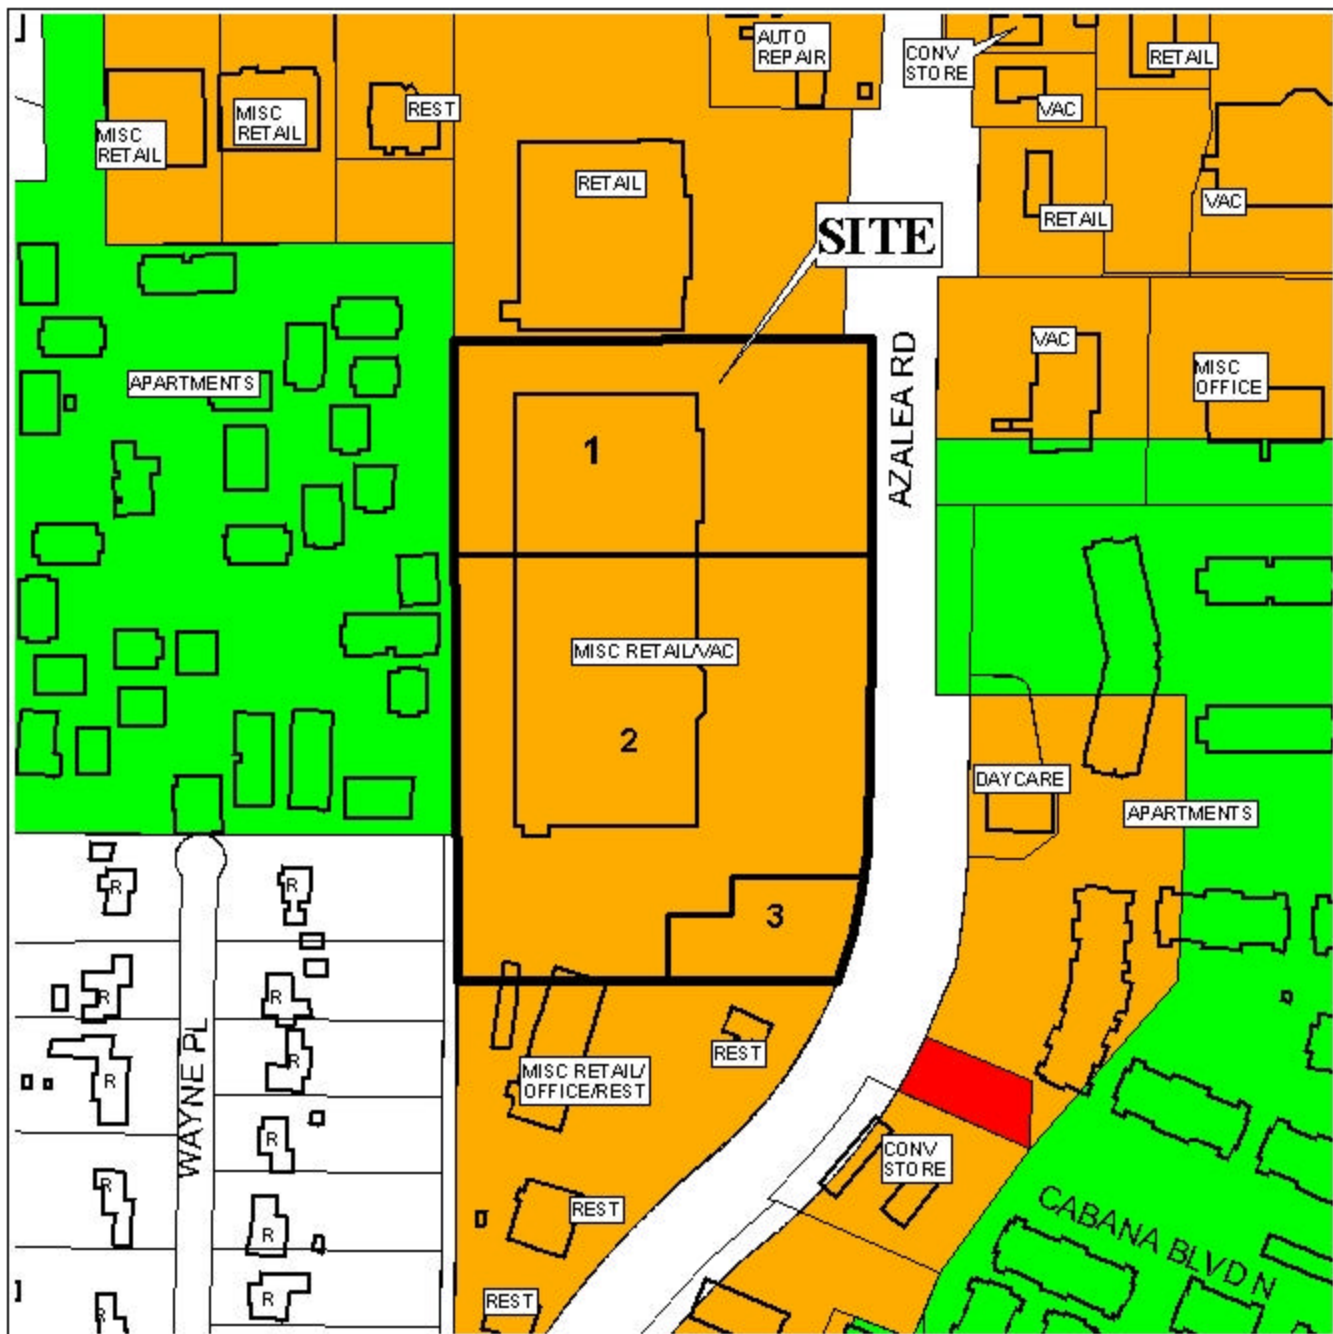 AUTO
REPAIR
CONV
STORE
RETAIL
MISC
RETAIL
MISC
RETAIL
REST
VAC
RETAIL
VAC
RETAIL
SITE
VAC
MISC
OFFICE
APARTMENTS
AZALEA RD
1
MISC RETAIL/VAC
2
DAYCARE
APARTMENTS
3
R
R
R
R
R
R
R
R
R
R
R
WAYNE PL
MISC RETAIL/
OFFICE/REST
REST
CONV
STORE
REST
REST
CABANA BLVD N